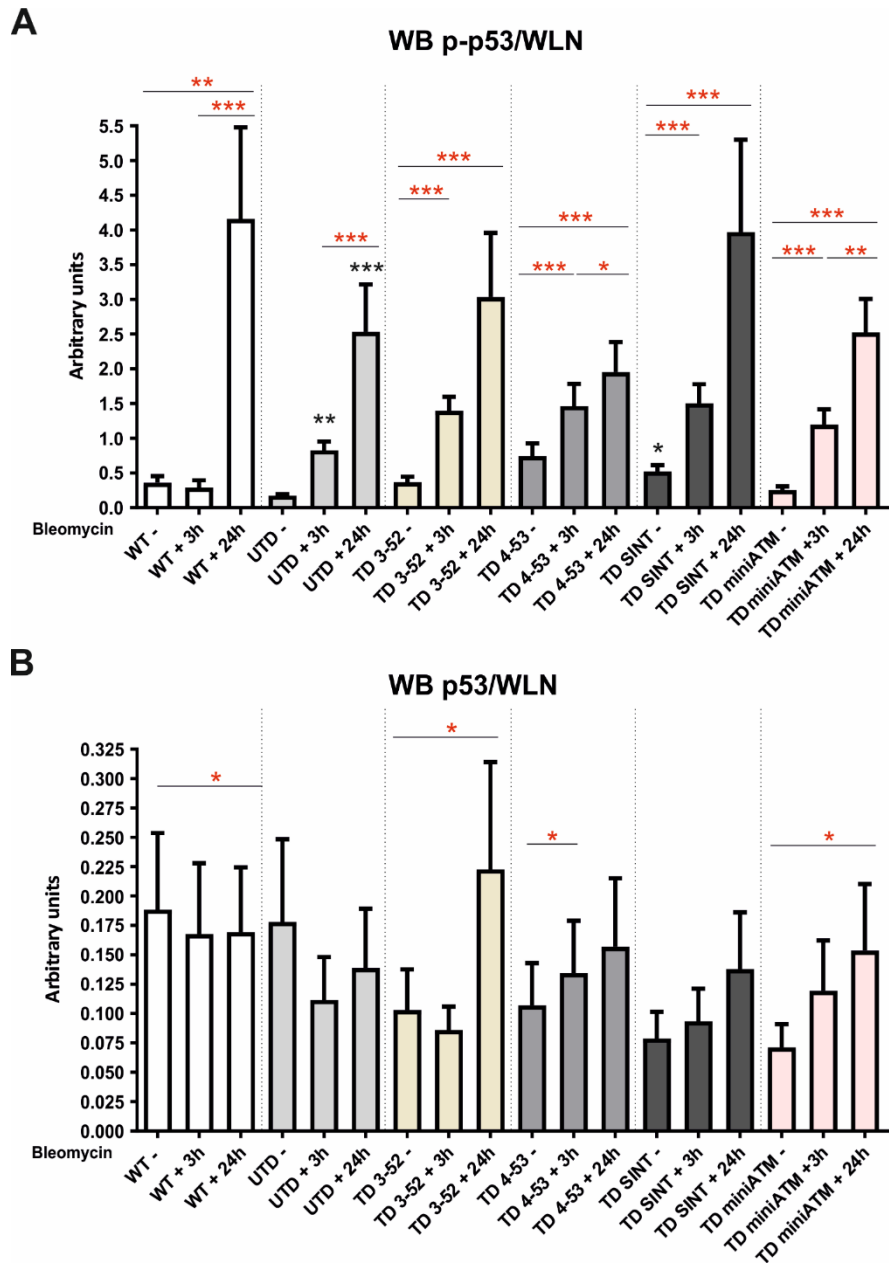 A
WB p-p53/WLN
** *** *** *** *** *** *** *** * *** *** *** *** **
** *** *
Arbitrary units
5.5
5.0
4.5
4.0
3.5
3.0
2.5
2.0
1.5
1.0
0.5
0.0
Bleomycin
WT -
WT + 3h
WT + 24h
UTD -
UTD + 3h
UTD + 24h
TD 3-52 -
TD 3-52 + 3h
TD 3-52 + 24h
TD 4-53 -
TD 4-53 + 3h
TD 4-53 + 24h
TD SINT -
TD SINT + 3h
TD SINT + 24h
TD miniATM -
TD miniATM +3h
TD miniATM + 24h
B
WB p53/WLN
* * * *
Arbitrary units
0.325
0.300
0.275
0.250
0.225
0.200
0.175
0.150
0.125
0.100
0.075
0.050
0.025
0.000
Bleomycin
WT -
WT + 3h
WT + 24h
UTD -
UTD + 3h
UTD + 24h
TD 3-52 -
TD 3-52 + 3h
TD 3-52 + 24h
TD 4-53 -
TD 4-53 + 3h
TD 4-53 + 24h
TD SINT -
TD SINT + 3h
TD SINT + 24h
TD miniATM -
TD miniATM +3h
TD miniATM + 24h